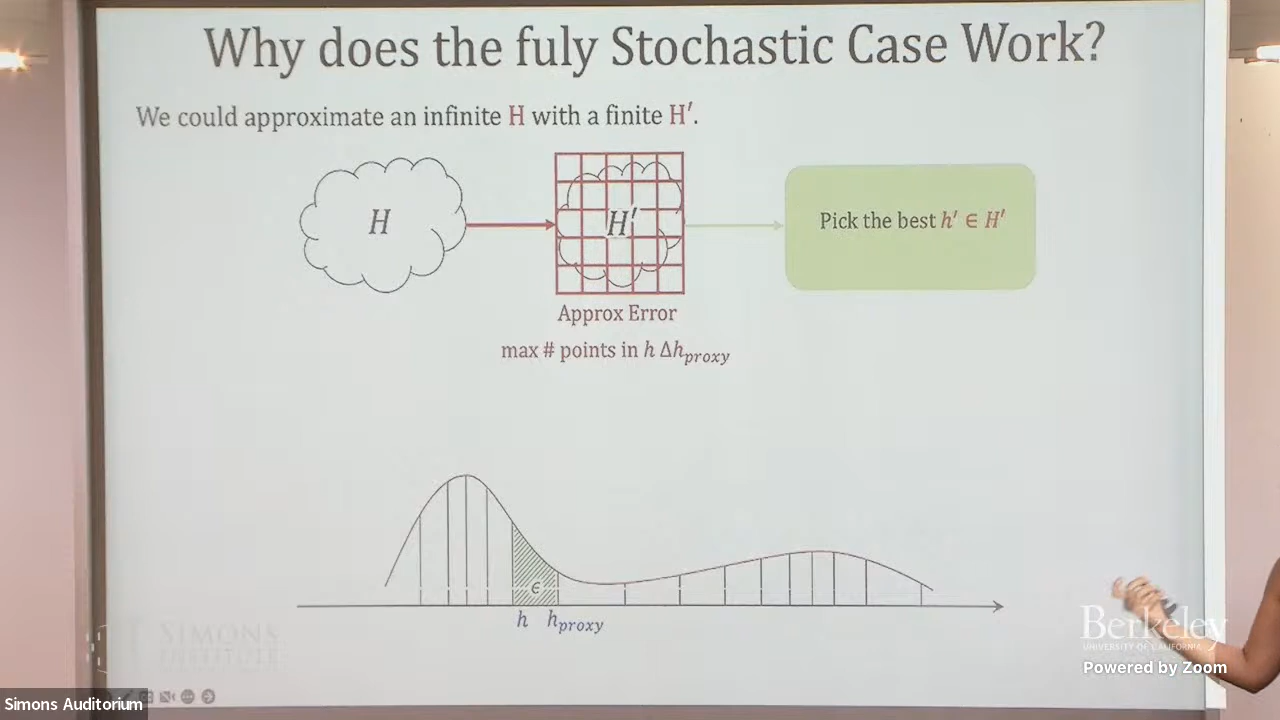 Why does the fuly Stochastic Case Work?
We could approximate an infinite H with a finite H′.
H
H′
Pick the best h′ ∈ H′
Approx Error
max # points in h Δh_proxy
ϵ
h h_proxy
SIMONS
INSTITUTE
Berkeley
UNIVERSITY OF CALIFORNIA
Powered by Zoom
Simons Auditorium